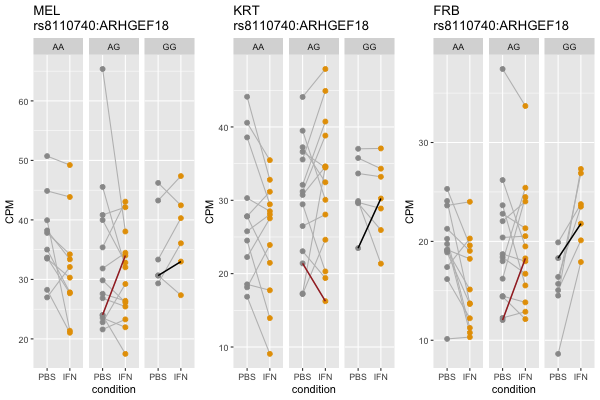 MEL
rs8110740:ARHGEF18
AA
AG
GG
CPM
60
50
40
30
20
PBS IFN
PBS IFN
PBS IFN
condition
KRT
rs8110740:ARHGEF18
AA
AG
GG
CPM
40
30
20
10
PBS IFN
PBS IFN
PBS IFN
condition
FRB
rs8110740:ARHGEF18
AA
AG
GG
CPM
30
20
10
PBS IFN
PBS IFN
PBS IFN
condition